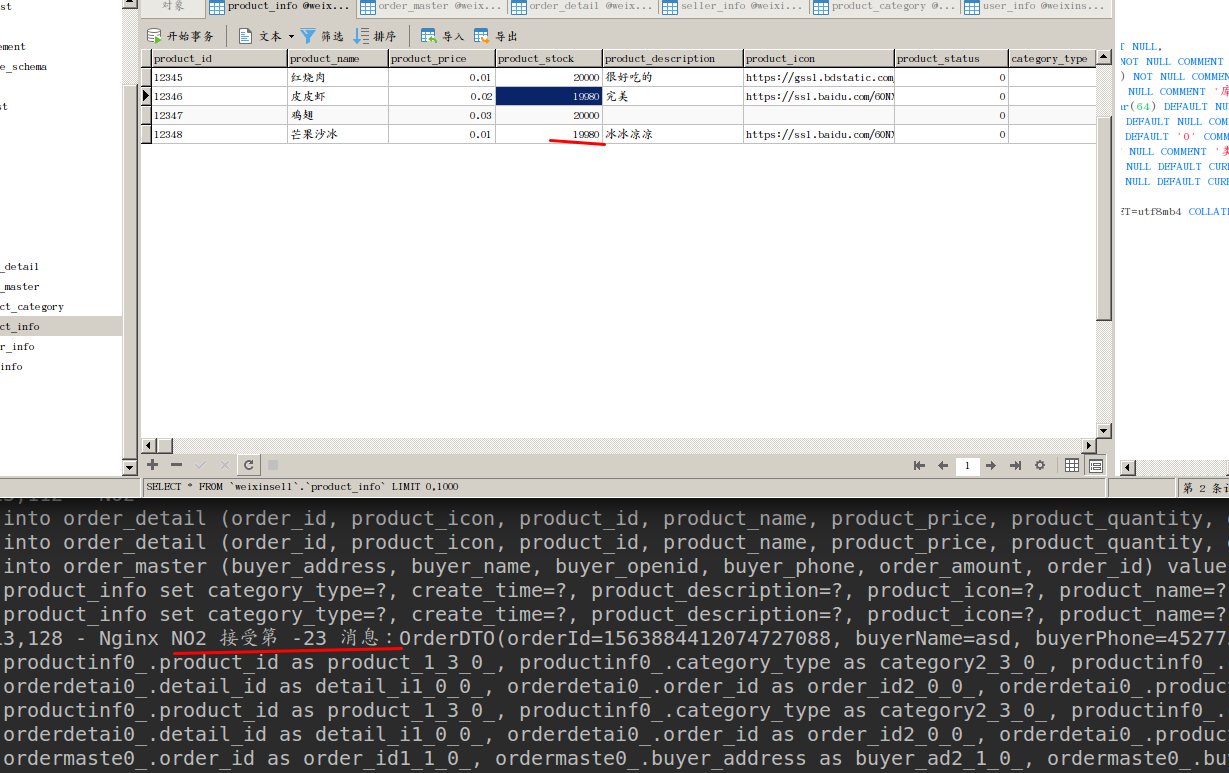 对象 product_info @weix... order_master @weix... order_detail @weix... seller_info @weixi... product_category @... user_info @weixins...
st
ement
e_schema
st
_detail
_master
ct_category
ct_info
r_info
info
开始事务 文本 筛选 排序 导入 导出
product_id product_name product_price product_stock product_description product_icon product_status category_type
12345 红烧肉 0.01 20000 很好吃的 https://gss1.bdstatic.com 0
12346 皮皮虾 0.02 19980 完美 https://ssl.baidu.com/60N 0
12347 鸡翅 0.03 20000 0
12348 芒果沙冰 0.01 19980 冰冰凉凉 https://ssl.baidu.com/60N 0
T NULL,
NOT NULL COMMENT
) NOT NULL COMMEN
NULL COMMENT '库
ar(64) DEFAULT NU
DEFAULT NULL COM
DEFAULT '0' COMM
NULL COMMENT '类
NULL DEFAULT CUR
NULL DEFAULT CUR
ET=utf8mb4 COLLAT
1
SELECT * FROM `weixinsell`.`product_info` LIMIT 0,1000 第 2 条
into order_detail (order_id, product_icon, product_id, product_name, product_price, product_quantity,
into order_detail (order_id, product_icon, product_id, product_name, product_price, product_quantity,
into order_master (buyer_address, buyer_name, buyer_openid, buyer_phone, order_amount, order_id) value
product_info set category_type=?, create_time=?, product_description=?, product_icon=?, product_name=?
product_info set category_type=?, create_time=?, product_description=?, product_icon=?, product_name=?
3,128 - Nginx NO2 接受第 -23 消息：OrderDTO(orderId=1563884412074727088, buyerName=asd, buyerPhone=45277
productinf0_.product_id as product_1_3_0_, productinf0_.category_type as category2_3_0_, productinf0_.
orderdetai0_.detail_id as detail_i1_0_0_, orderdetai0_.order_id as order_id2_0_0_, orderdetai0_.produc
productinf0_.product_id as product_1_3_0_, productinf0_.category_type as category2_3_0_, productinf0_.
orderdetai0_.detail_id as detail_i1_0_0_, orderdetai0_.order_id as order_id2_0_0_, orderdetai0_.produc
ordermaste0_.order_id as order_id1_1_0_, ordermaste0_.buyer_address as buyer_ad2_1_0_, ordermaste0_.bu